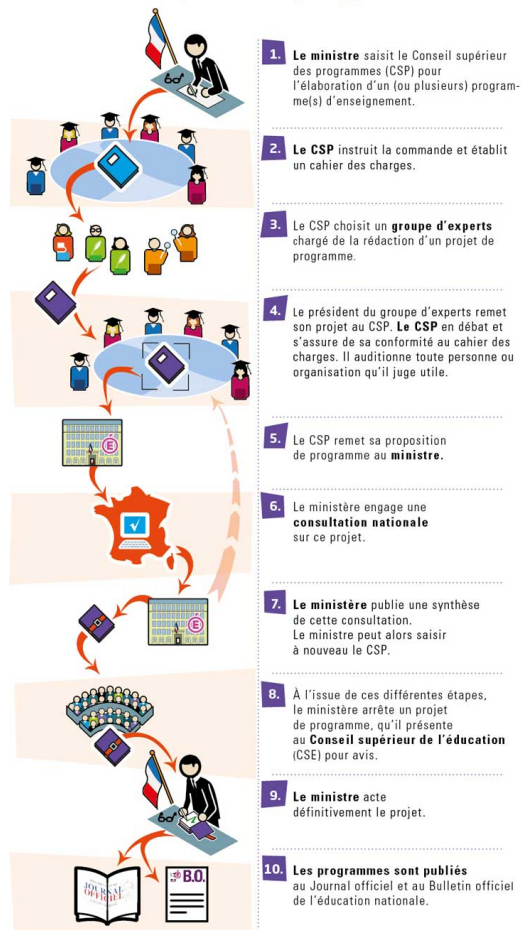 1. Le ministre saisit le Conseil supérieur
des programmes (CSP) pour
l'élaboration d'un (ou plusieurs) program-
me(s) d'enseignement.
2. Le CSP instruit la commande et établit
un cahier des charges.
3. Le CSP choisit un groupe d'experts
chargé de la rédaction d'un projet de
programme.
4. Le président du groupe d'experts remet
son projet au CSP. Le CSP en débat et
s'assure de sa conformité au cahier des
charges. Il auditionne toute personne ou
organisation qu'il juge utile.
É
5. Le CSP remet sa proposition
de programme au ministre.
6. Le ministère engage une
consultation nationale
sur ce projet.
É
7. Le ministère publie une synthèse
de cette consultation.
Le ministre peut alors saisir
à nouveau le CSP.
8. À l'issue de ces différentes étapes,
le ministère arrête un projet
de programme, qu'il présente
au Conseil supérieur de l'éducation
(CSE) pour avis.
9. Le ministre acte
définitivement le projet.
JOURNAL
OFFICIEL
B.O.
10. Les programmes sont publiés
au Journal officiel et au Bulletin officiel
de l'éducation nationale.